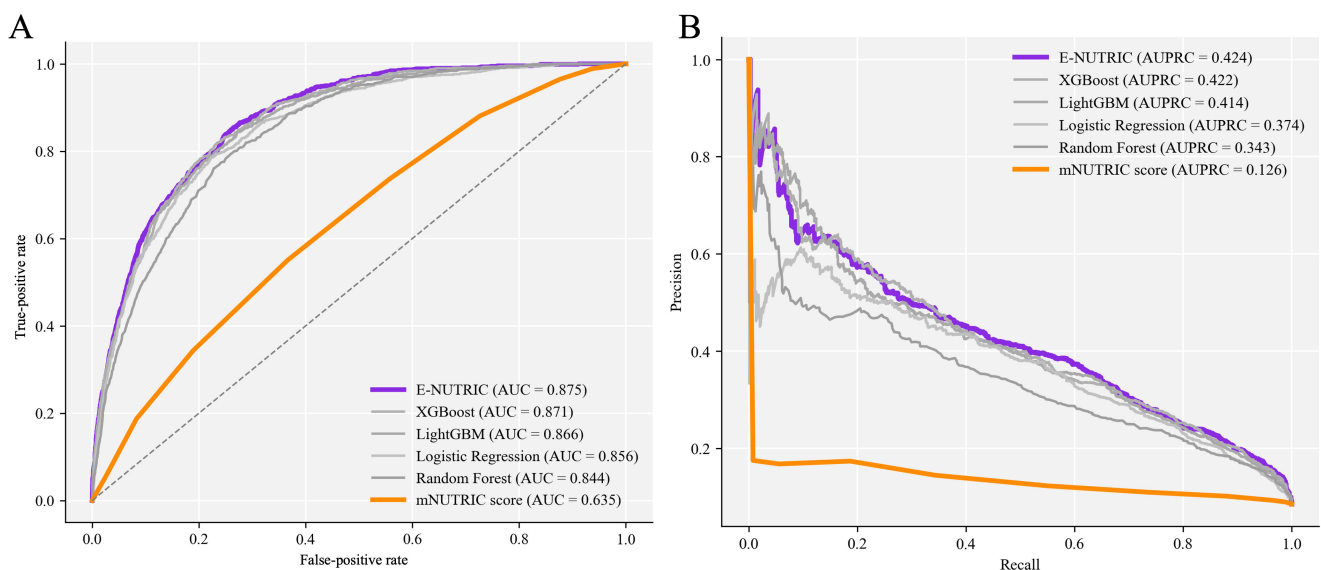 A
1.0
0.8
0.6
0.4
0.2
0.0
True-positive rate
E-NUTRIC (AUC = 0.875)
XGBoost (AUC = 0.871)
LightGBM (AUC = 0.866)
Logistic Regression (AUC = 0.856)
Random Forest (AUC = 0.844)
mNUTRIC score (AUC = 0.635)
0.0 0.2 0.4 0.6 0.8 1.0
False-positive rate
B
1.0
0.8
0.6
0.4
0.2
Precision
E-NUTRIC (AUPRC = 0.424)
XGBoost (AUPRC = 0.422)
LightGBM (AUPRC = 0.414)
Logistic Regression (AUPRC = 0.374)
Random Forest (AUPRC = 0.343)
mNUTRIC score (AUPRC = 0.126)
0.0 0.2 0.4 0.6 0.8 1.0
Recall